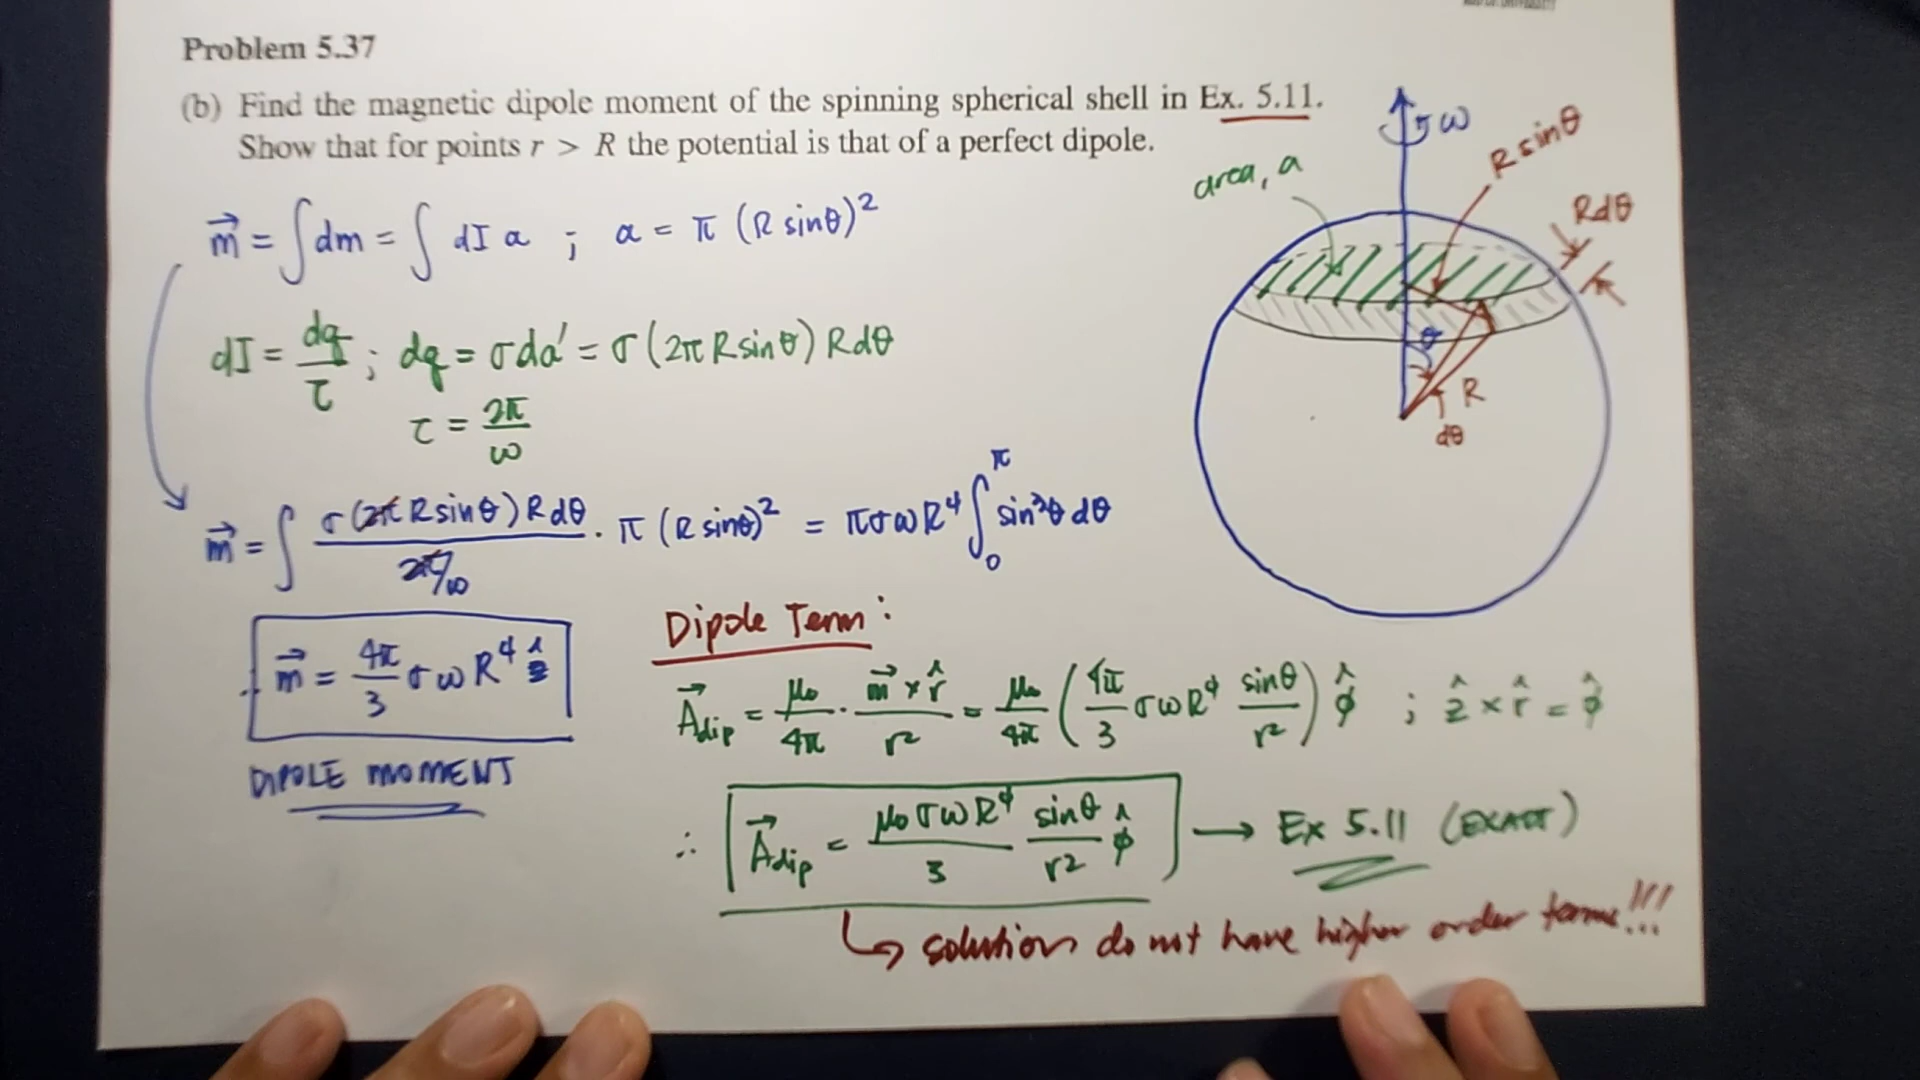 Problem 5.37
(b) Find the magnetic dipole moment of the spinning spherical shell in Ex. 5.11.
Show that for points r > R the potential is that of a perfect dipole.
ω
R sinθ
area, a
R dθ
θ
R
dθ
m⃗ = ∫dm = ∫ dI a ; a = π (R sinθ)²
dI = dq/τ ; dq = σda' = σ(2πR sinθ) R dθ
τ = 2π/ω
m⃗ = ∫ σ(2πR sinθ) R dθ / 2π/ω · π (R sinθ)² = πσωR⁴ ∫₀^π sin³θ dθ
m⃗ = 4π/3 σωR⁴ ẑ
DIPOLE MOMENT
Dipole Term:
A⃗dip = μ₀/4π · m⃗ × r̂ / r² = μ₀/4π (4π/3 σωR⁴ sinθ/r²) φ̂ ; ẑ × r̂ = φ̂
∴ A⃗dip = μ₀σωR⁴/3 sinθ/r² φ̂ → Ex 5.11 (EXACT)
↳ solution do not have higher order terms!!!